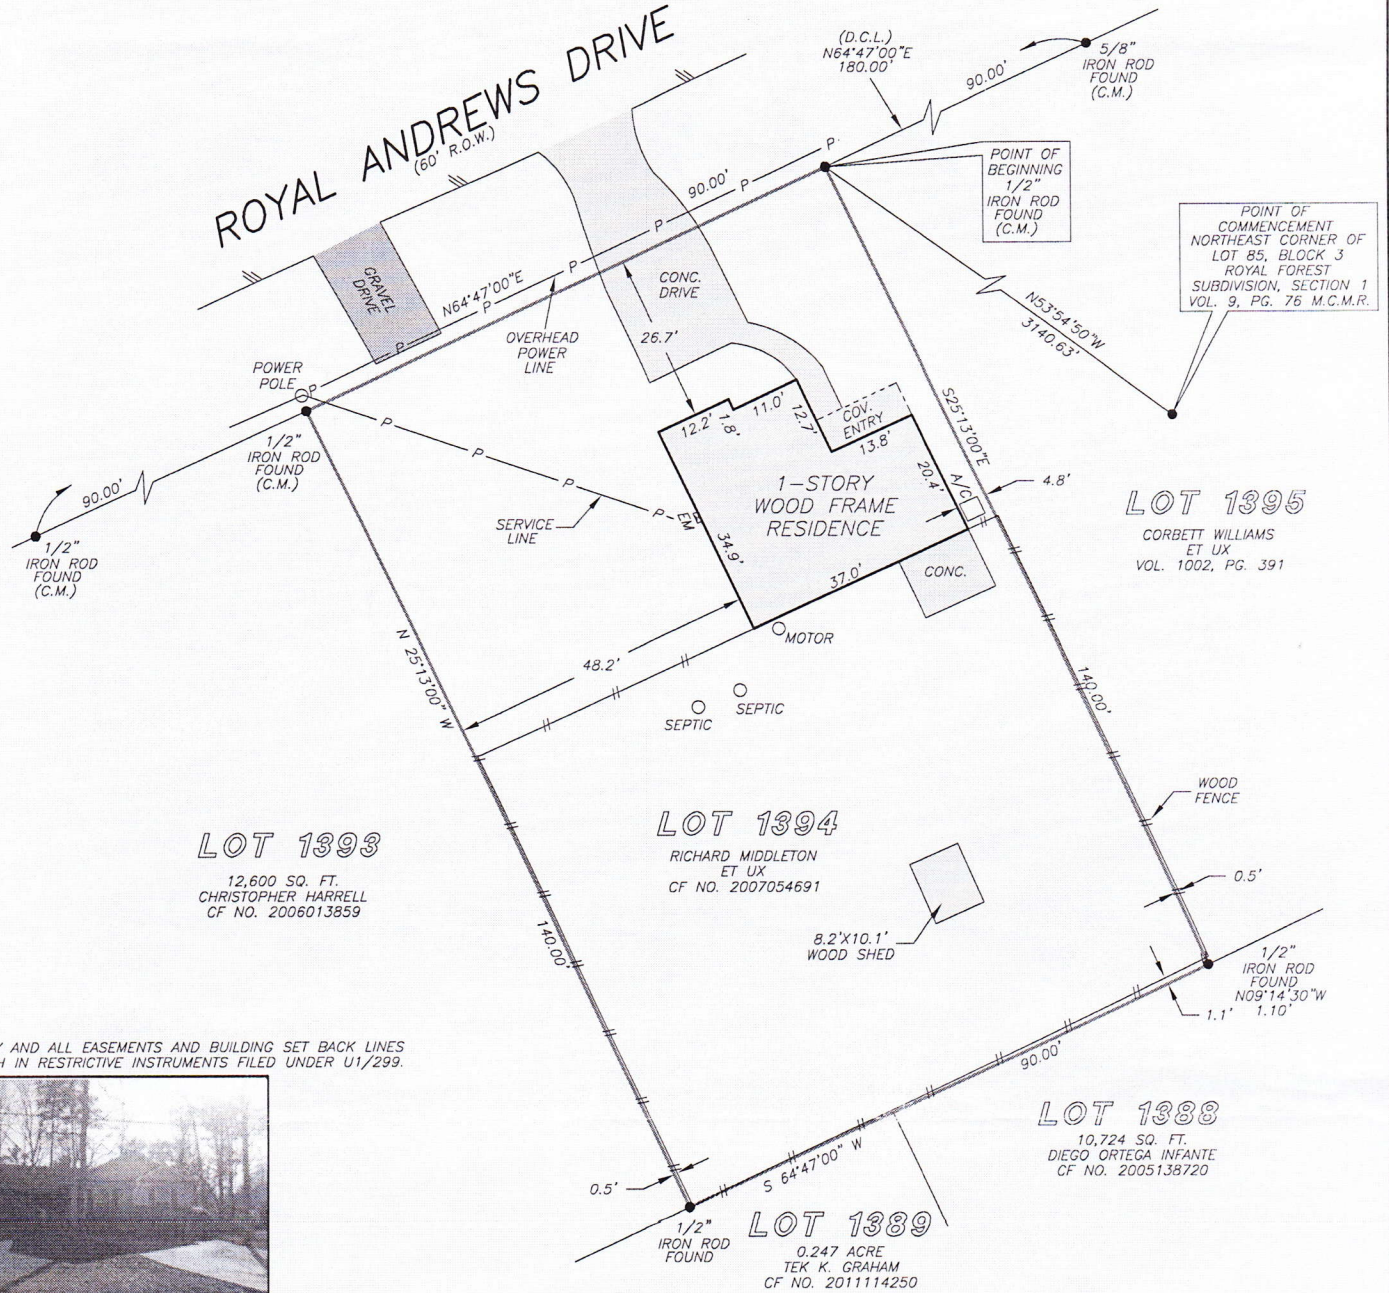 ROYAL ANDREWS DRIVE
(60' R.O.W.)
(D.C.L.)
N64°47'00"E
180.00'
90.00'
5/8"
IRON ROD
FOUND
(C.M.)
POINT OF
BEGINNING
1/2"
IRON ROD
FOUND
(C.M.)
POINT OF
COMMENCEMENT
NORTHEAST CORNER OF
LOT 85, BLOCK 3
ROYAL FOREST
SUBDIVISION, SECTION 1
VOL. 9, PG. 76 M.C.M.R.
N53°54'50"W
3140.63'
P
90.00'
P
P
P
P
N64°47'00"E
P
P
P
GRAVEL
DRIVE
CONC.
DRIVE
OVERHEAD
POWER
LINE
26.7'
POWER
POLE
1/2"
IRON ROD
FOUND
(C.M.)
90.00'
1/2"
IRON ROD
FOUND
(C.M.)
P
P
P
P
SERVICE
LINE
EM
12.2'
1.8'
11.0'
12.7'
COV.
ENTRY
13.8'
20.4'
A/C
S25°13'00"E
4.8'
1-STORY
WOOD FRAME
RESIDENCE
34.9'
37.0'
CONC.
MOTOR
48.2'
SEPTIC
SEPTIC
N 25°13'00" W
LOT 1395
CORBETT WILLIAMS
ET UX
VOL. 1002, PG. 391
140.00'
WOOD
FENCE
0.5'
LOT 1393
12,600 SQ. FT.
CHRISTOPHER HARRELL
CF NO. 2006013859
LOT 1394
RICHARD MIDDLETON
ET UX
CF NO. 2007054691
8.2'X10.1'
WOOD SHED
140.00'
1/2"
IRON ROD
FOUND
N09°14'30"W
1.10'
1.1'
90.00'
S 64°47'00" W
0.5'
1/2"
IRON ROD
FOUND
LOT 1388
10,724 SQ. FT.
DIEGO ORTEGA INFANTE
CF NO. 2005138720
LOT 1389
0.247 ACRE
TEK K. GRAHAM
CF NO. 2011114250
AND ALL EASEMENTS AND BUILDING SET BACK LINES
IN RESTRICTIVE INSTRUMENTS FILED UNDER U1/299.